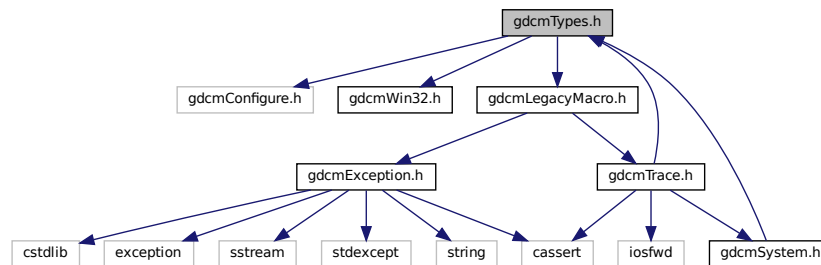 gdcmTypes.h
gdcmConfigure.h
gdcmWin32.h
gdcmLegacyMacro.h
gdcmException.h
gdcmTrace.h
cstdlib
exception
sstream
stdexcept
string
cassert
iosfwd
gdcmSystem.h